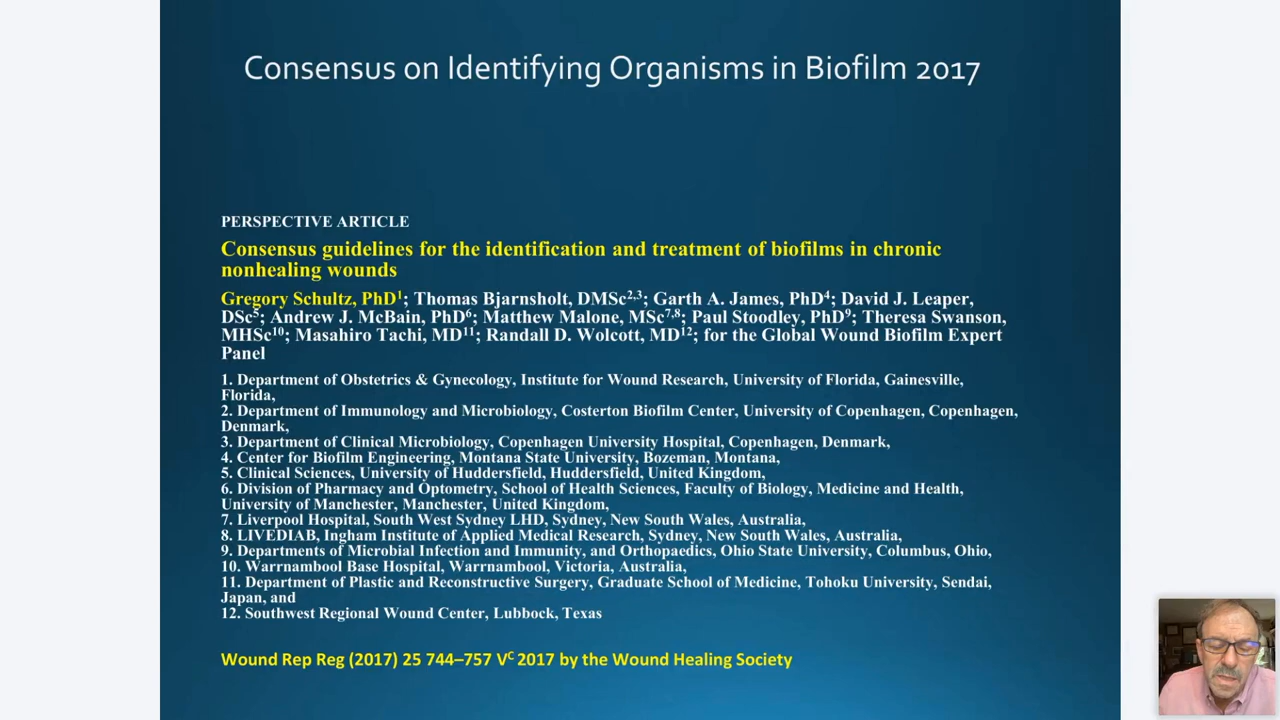 Consensus on Identifying Organisms in Biofilm 2017
PERSPECTIVE ARTICLE
Consensus guidelines for the identification and treatment of biofilms in chronic
nonhealing wounds
Gregory Schultz, PhD1; Thomas Bjarnsholt, DMSc2,3; Garth A. James, PhD4; David J. Leaper,
DSc5; Andrew J. McBain, PhD6; Matthew Malone, MSc7,8; Paul Stoodley, PhD9; Theresa Swanson,
MHSc10; Masahiro Tachi, MD11; Randall D. Wolcott, MD12; for the Global Wound Biofilm Expert
Panel
1. Department of Obstetrics & Gynecology, Institute for Wound Research, University of Florida, Gainesville,
Florida,
2. Department of Immunology and Microbiology, Costerton Biofilm Center, University of Copenhagen, Copenhagen,
Denmark,
3. Department of Clinical Microbiology, Copenhagen University Hospital, Copenhagen, Denmark,
4. Center for Biofilm Engineering, Montana State University, Bozeman, Montana,
5. Clinical Sciences, University of Huddersfield, Huddersfield, United Kingdom,
6. Division of Pharmacy and Optometry, School of Health Sciences, Faculty of Biology, Medicine and Health,
University of Manchester, Manchester, United Kingdom,
7. Liverpool Hospital, South West Sydney LHD, Sydney, New South Wales, Australia,
8. LIVEDIAB, Ingham Institute of Applied Medical Research, Sydney, New South Wales, Australia,
9. Departments of Microbial Infection and Immunity, and Orthopaedics, Ohio State University, Columbus, Ohio,
10. Warrnambool Base Hospital, Warrnambool, Victoria, Australia,
11. Department of Plastic and Reconstructive Surgery, Graduate School of Medicine, Tohoku University, Sendai,
Japan, and
12. Southwest Regional Wound Center, Lubbock, Texas
Wound Rep Reg (2017) 25 744–757 VC 2017 by the Wound Healing Society